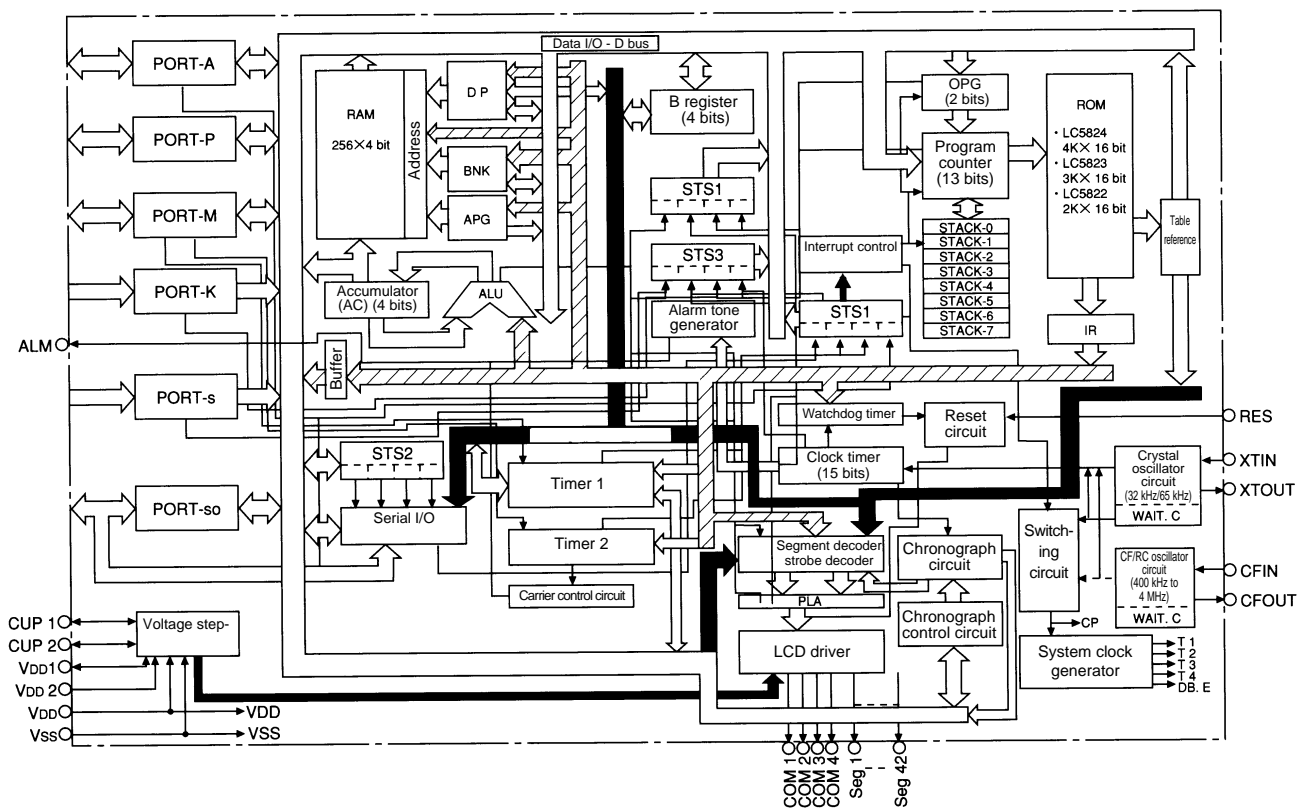 Data I/O - D bus
PORT-A
PORT-P
PORT-M
PORT-K
ALM
PORT-s
PORT-so
RAM
256×4 bit
Address
D P
BNK
APG
B register
(4 bits)
STS1
STS3
Accumulator
(AC) (4 bits)
ALU
Alarm tone
generator
Interrupt control
STS1
OPG
(2 bits)
Program
counter
(13 bits)
STACK-0
STACK-1
STACK-2
STACK-3
STACK-4
STACK-5
STACK-6
STACK-7
ROM
・LC5824
4K× 16 bit
・LC5823
3K× 16 bit
・LC5822
2K× 16 bit
Table
reference
IR
Buffer
Watchdog timer
Reset
circuit
RES
Clock timer
(15 bits)
STS2
Serial I/O
Timer 1
Timer 2
Carrier control circuit
Crystal
oscillator
circuit
(32 kHz/65 kHz)
WAIT. C
XTIN
XTOUT
Switch-
ing
circuit
CF/RC oscillator
circuit
(400 kHz to
4 MHz)
WAIT. C
CFIN
CFOUT
Segment decoder
strobe decoder
PLA
LCD driver
Chronograph
circuit
Chronograph
control circuit
CP
System clock
generator
T 1
T 2
T 3
T 4
DB. E
CUP 1
CUP 2
VDD1
VDD 2
VDD
VSS
Voltage step-
VDD
VSS
COM 1
COM 2
COM 3
COM 4
Seg 1
Seg 42